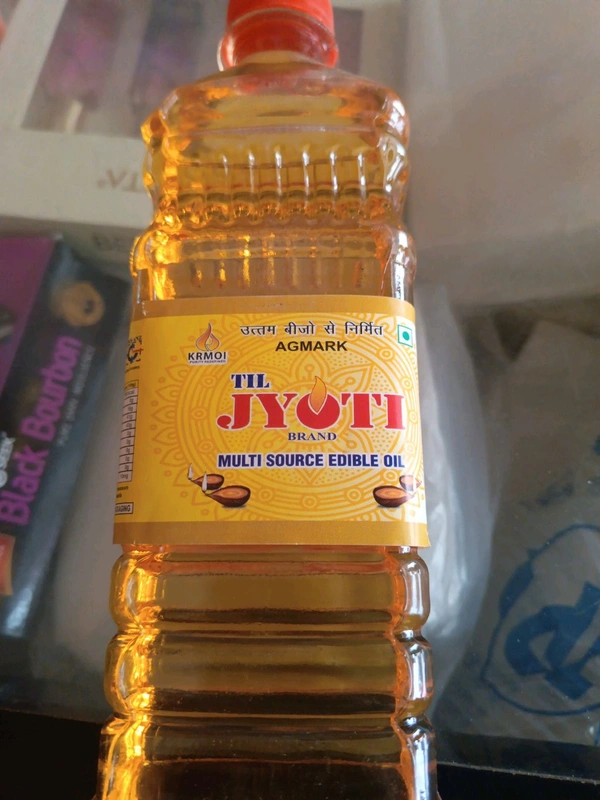 उत्तम बीजो से निर्मित
AGMARK
KRMOI
TIL
JYOTI
BRAND
MULTI SOURCE EDIBLE OIL
Black Bourbon